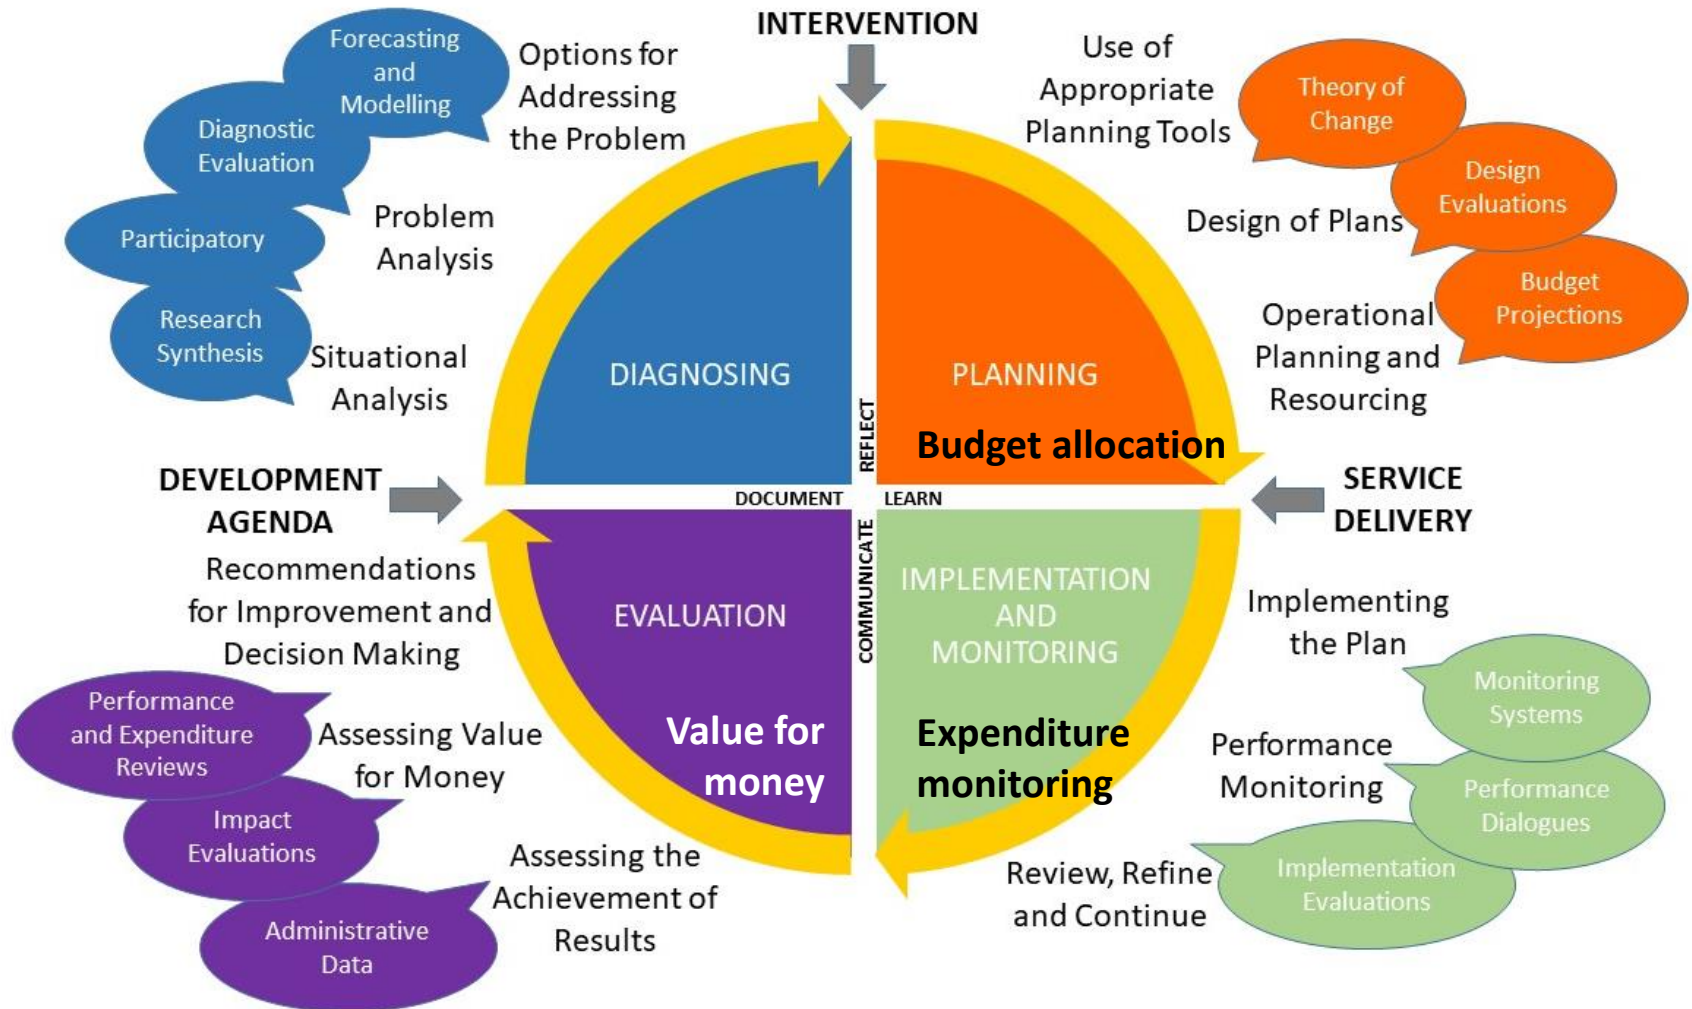 INTERVENTION
Forecasting
and
Modelling
Options for
Addressing
the Problem
Diagnostic
Evaluation
Problem
Analysis
Participatory
Research
Synthesis
Situational
Analysis
DIAGNOSING
Use of
Appropriate
Planning Tools
Theory of
Change
Design
Evaluations
Design of Plans
Budget
Projections
Operational
Planning and
Resourcing
PLANNING
Budget allocation
REFLECT
DOCUMENT
LEARN
COMMUNICATE
DEVELOPMENT
AGENDA
SERVICE
DELIVERY
Recommendations
for Improvement and
Decision Making
EVALUATION
Value for
money
Performance
and Expenditure
Reviews
Assessing Value
for Money
Impact
Evaluations
Assessing the
Achievement of
Results
Administrative
Data
IMPLEMENTATION
AND
MONITORING
Expenditure
monitoring
Implementing
the Plan
Monitoring
Systems
Performance
Monitoring
Performance
Dialogues
Review, Refine
and Continue
Implementation
Evaluations